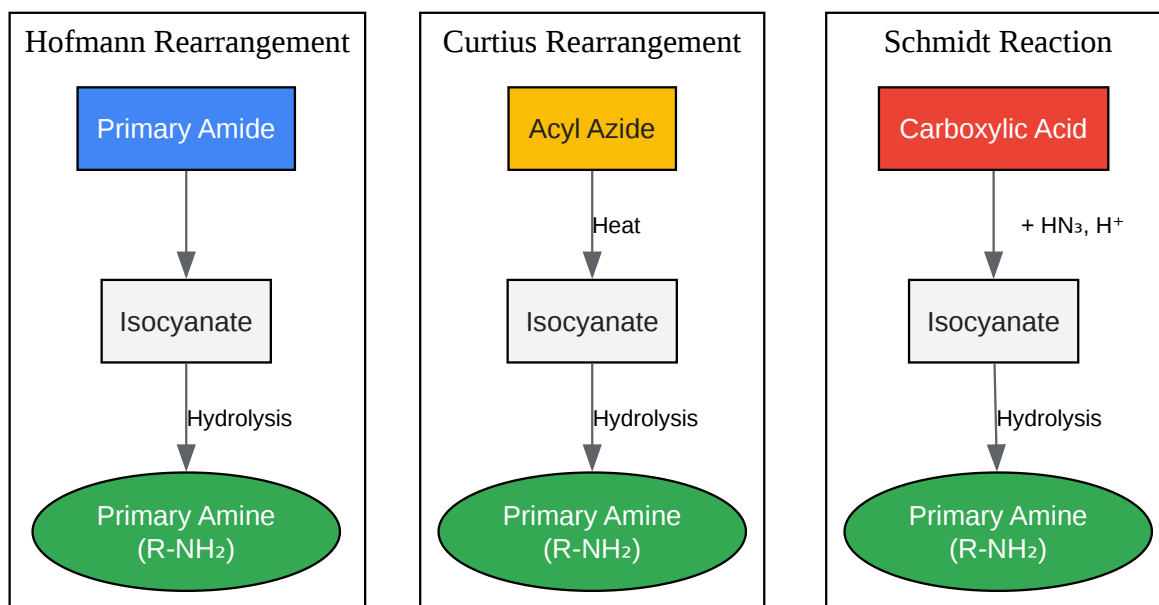 Hofmann Rearrangement
Primary Amide
Isocyanate
Hydrolysis
Primary Amine
(R-NH₂)
Curtius Rearrangement
Acyl Azide
Heat
Isocyanate
Hydrolysis
Primary Amine
(R-NH₂)
Schmidt Reaction
Carboxylic Acid
+ HN₃, H⁺
Isocyanate
Hydrolysis
Primary Amine
(R-NH₂)